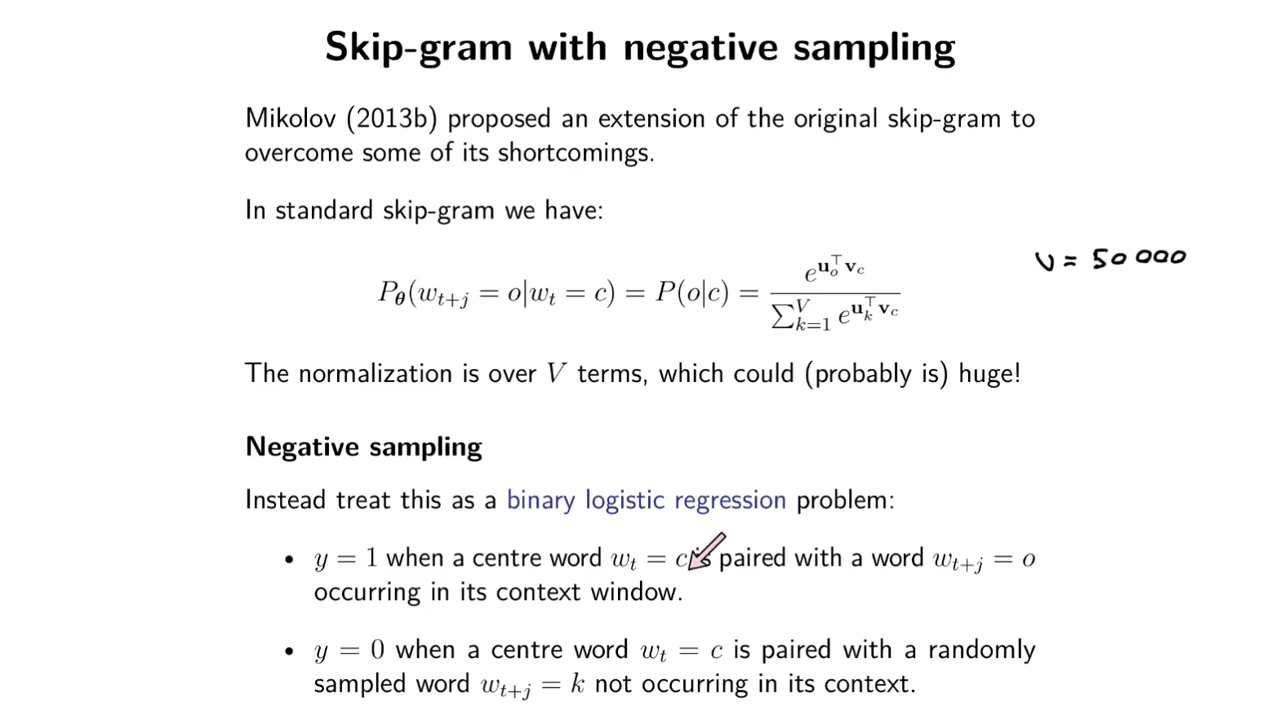 Skip-gram with negative sampling
Mikolov (2013b) proposed an extension of the original skip-gram to
overcome some of its shortcomings.
In standard skip-gram we have:
P_θ(w_{t+j} = o|w_t = c) = P(o|c) = \frac{e^{u_o^⊤ v_c}}{\sum_{k=1}^{V} e^{u_k^⊤ v_c}}
V = 50 000
The normalization is over V terms, which could (probably is) huge!
Negative sampling
Instead treat this as a binary logistic regression problem:
• y = 1 when a centre word w_t = c is paired with a word w_{t+j} = o
occurring in its context window.
• y = 0 when a centre word w_t = c is paired with a randomly
sampled word w_{t+j} = k not occurring in its context.